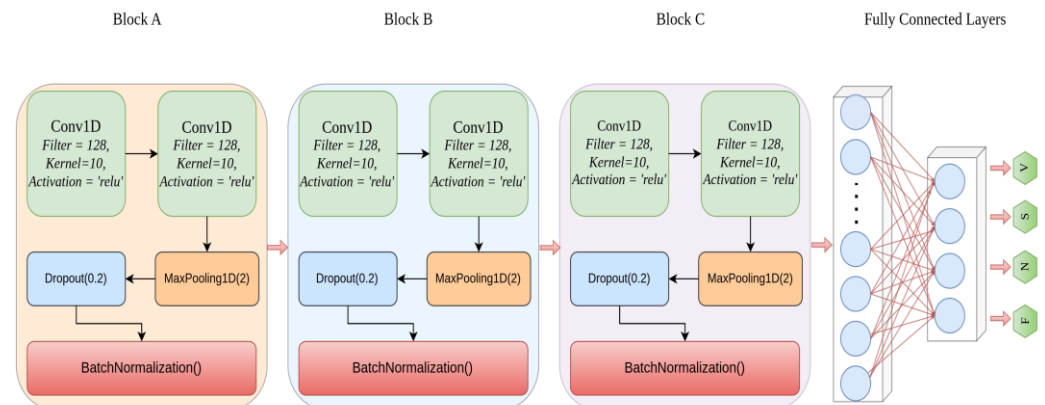 Block A
Block B
Block C
Fully Connected Layers
Conv1D
Filter = 128,
Kernel=10,
Activation = 'relu'
Conv1D
Filter = 128,
Kernel=10,
Activation = 'relu'
Dropout(0.2)
MaxPooling1D(2)
BatchNormalization()
Conv1D
Filter = 128,
Kernel=10,
Activation = 'relu'
Conv1D
Filter = 128,
Kernel=10,
Activation = 'relu'
Dropout(0.2)
MaxPooling1D(2)
BatchNormalization()
Conv1D
Filter = 128,
Kernel=10,
Activation = 'relu'
Conv1D
Filter = 128,
Kernel=10,
Activation = 'relu'
Dropout(0.2)
MaxPooling1D(2)
BatchNormalization()
V
S
N
F